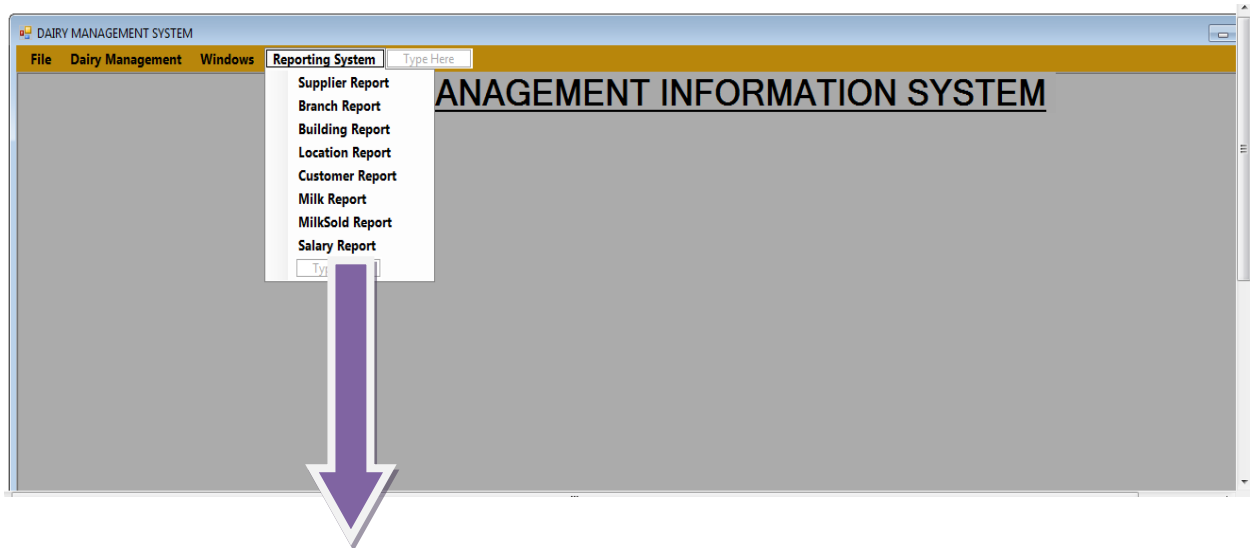 DAIRY MANAGEMENT SYSTEM
File Dairy Management Windows Reporting System Type Here
ANAGEMENT INFORMATION SYSTEM
Supplier Report
Branch Report
Building Report
Location Report
Customer Report
Milk Report
MilkSold Report
Salary Report